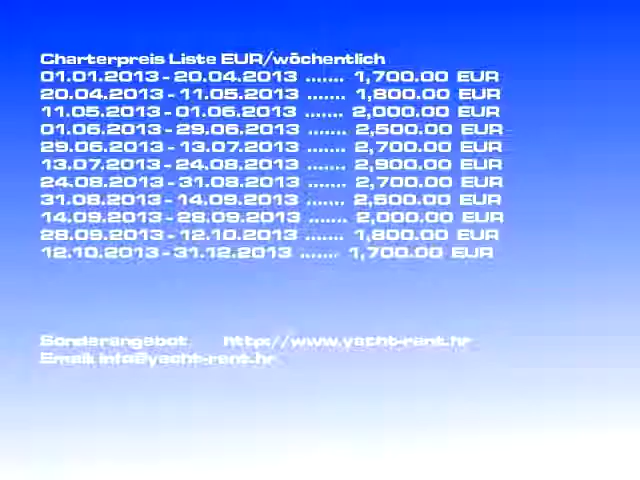 Charterpreis Liste EUR/wöchentlich
01.01.2013 - 20.04.2013 ....... 1,700.00 EUR
20.04.2013 - 11.05.2013 ....... 1,800.00 EUR
11.05.2013 - 01.06.2013 ....... 2,000.00 EUR
01.06.2013 - 29.06.2013 ....... 2,500.00 EUR
29.06.2013 - 13.07.2013 ....... 2,700.00 EUR
13.07.2013 - 24.08.2013 ....... 2,900.00 EUR
24.08.2013 - 31.08.2013 ....... 2,700.00 EUR
31.08.2013 - 14.09.2013 ....... 2,500.00 EUR
14.09.2013 - 28.09.2013 ....... 2,000.00 EUR
28.09.2013 - 12.10.2013 ....... 1,800.00 EUR
12.10.2013 - 31.12.2013 ....... 1,700.00 EUR
Sonderangebot http://www.yacht-rent.hr
Email: info@yacht-rent.hr